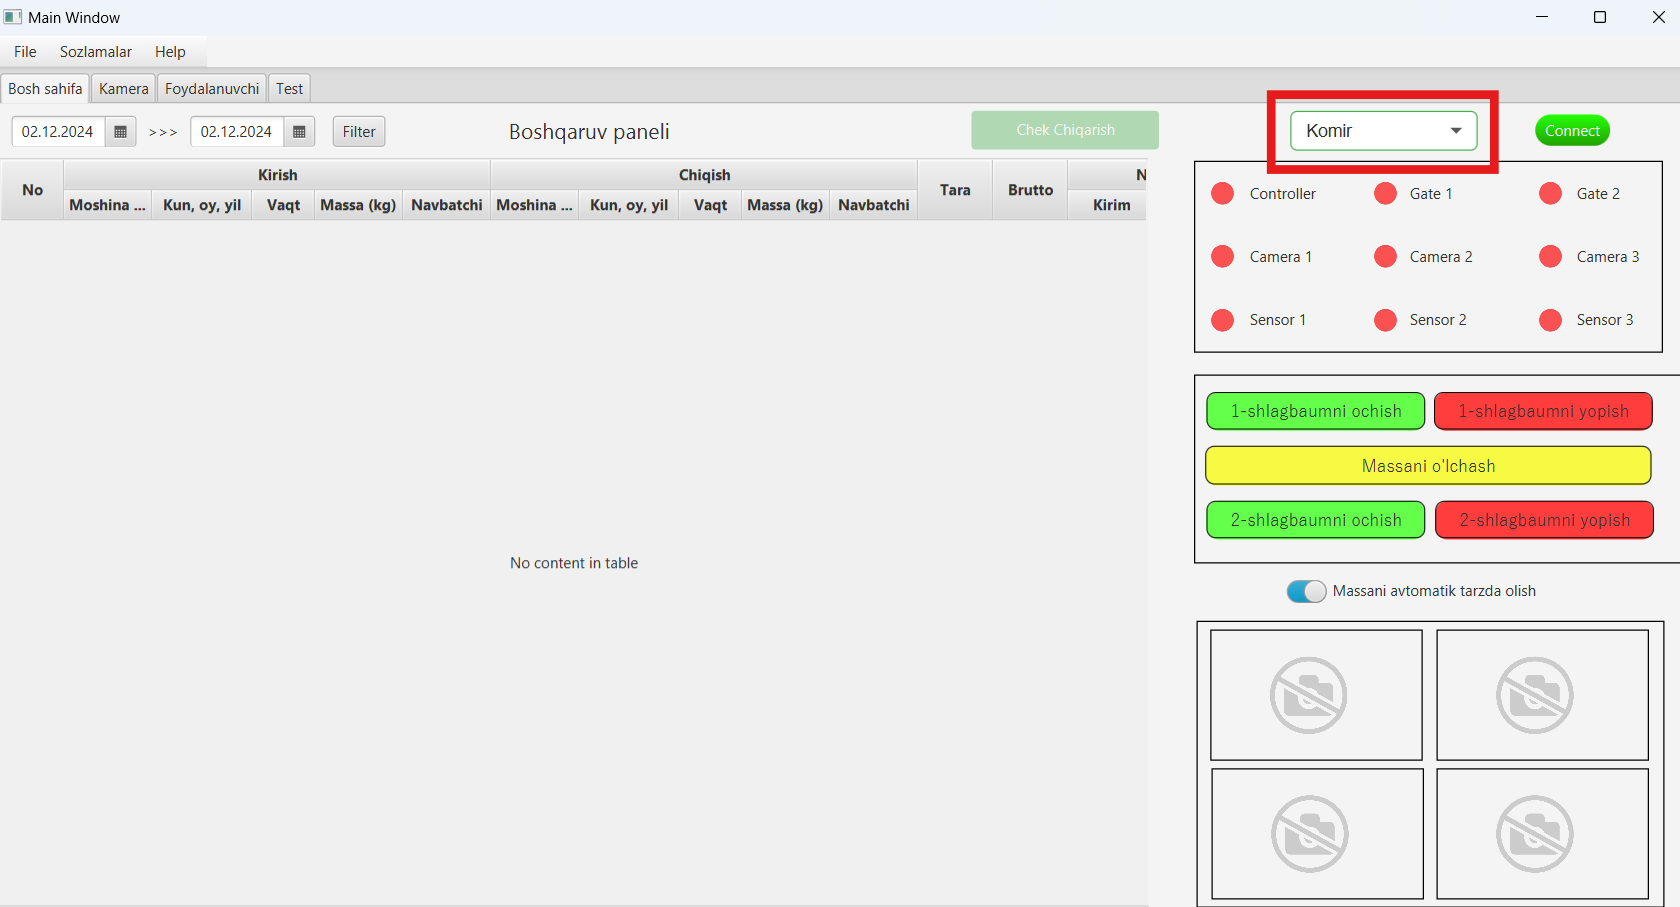 Main Window
File Sozlamalar Help
Bosh sahifa Kamera Foydalanuvchi Test
02.12.2024 >>> 02.12.2024 Filter Boshqaruv paneli Chek Chiqarish Komir Connect
No Kirish Chiqish Tara Brutto N
Moshina ... Kun, oy, yil Vaqt Massa (kg) Navbatchi Moshina ... Kun, oy, yil Vaqt Massa (kg) Navbatchi Kirim
No content in table
Controller Gate 1 Gate 2
Camera 1 Camera 2 Camera 3
Sensor 1 Sensor 2 Sensor 3
1-shlagbaumni ochish 1-shlagbaumni yopish
Massani o'lchash
2-shlagbaumni ochish 2-shlagbaumni yopish
Massani avtomatik tarzda olish